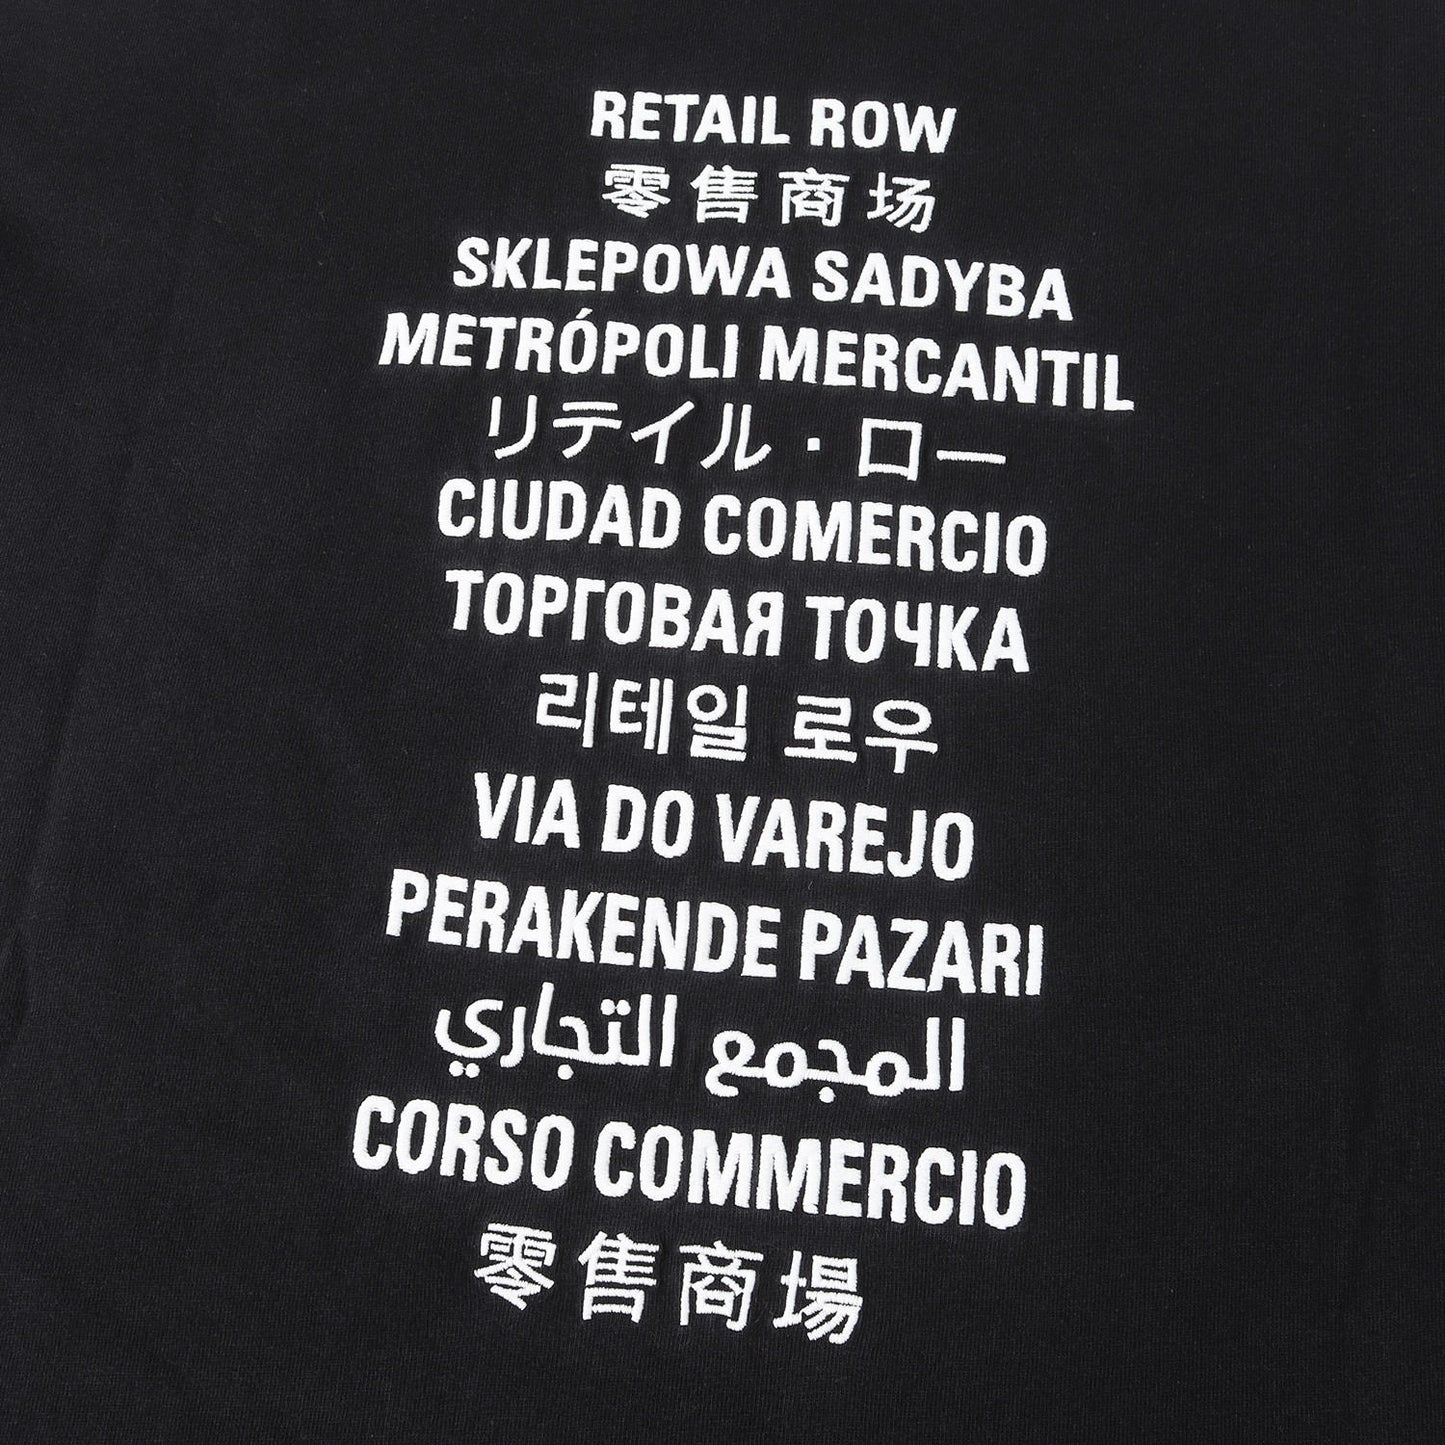 RETAIL ROW
零售商场
SKLEPOWA SADYBA
METRÓPOLI MERCANTIL
リテイル・ロー
CIUDAD COMERCIO
ТОРГОВАЯ ТОЧКА
리테일 로우
VIA DO VAREJO
PERAKENDE PAZARI
المجمع التجاري
CORSO COMMERCIO
零售商場